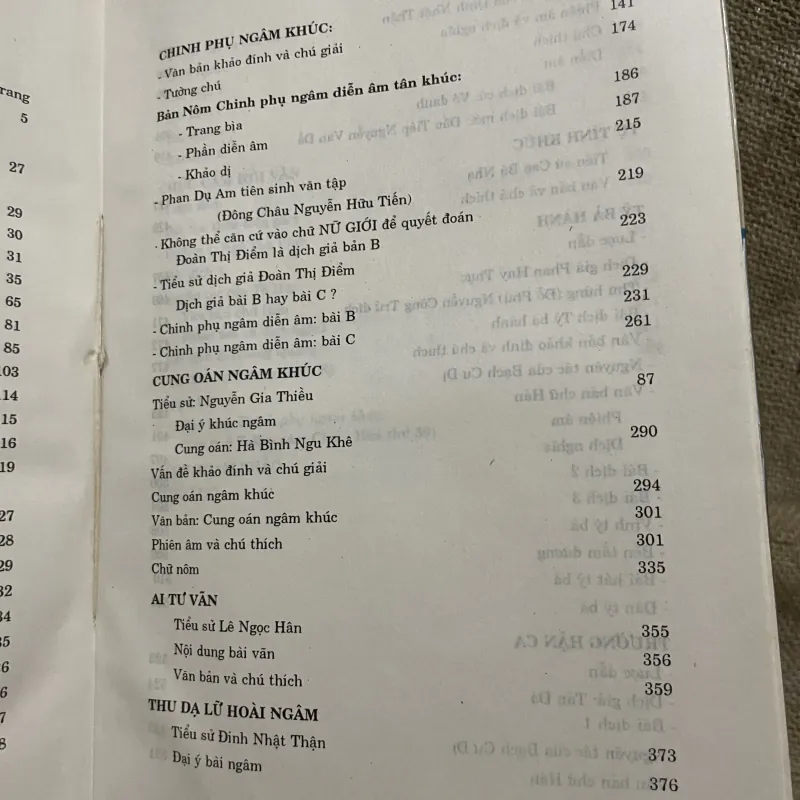 rang
5
27
29
30
31
35
65
81
85
103
114
15
16
19
27
28
29
32
34
35
6
6
7
8
CHINH PHỤ NGÂM KHÚC:
- Văn bản khảo đính và chú giải 141
- Tường chú 174
Bản Nôm Chinh phụ ngâm diễn âm tân khúc:
- Trang bìa 186
- Phần diễn âm 187
- Khảo dị 215
- Phan Dụ Am tiên sinh văn tập
(Đông Châu Nguyễn Hữu Tiến) 219
- Không thể căn cứ vào chữ NỮ GIỚI để quyết đoán
Đoàn Thị Điểm là dịch giả bản B 223
- Tiểu sử dịch giả Đoàn Thị Điểm
Dịch giả bài B hay bài C ? 229
- Chinh phụ ngâm diễn âm: bài B 231
- Chinh phụ ngâm diễn âm: bài C 261
CUNG OÁN NGÂM KHÚC
Tiểu sử: Nguyễn Gia Thiều 87
Đại ý khúc ngâm
Cung oán: Hà Bình Ngu Khê 290
Vấn đề khảo đính và chú giải
Cung oán ngâm khúc 294
Văn bản: Cung oán ngâm khúc 301
Phiên âm và chú thích 301
Chữ nôm 335
AI TƯ VÃN
Tiểu sử Lê Ngọc Hân 355
Nội dung bài vãn 356
Văn bản và chú thích 359
THU DẠ LỮ HOÀI NGÂM
Tiểu sử Đinh Nhật Thận 373
Đại ý bài ngâm 376